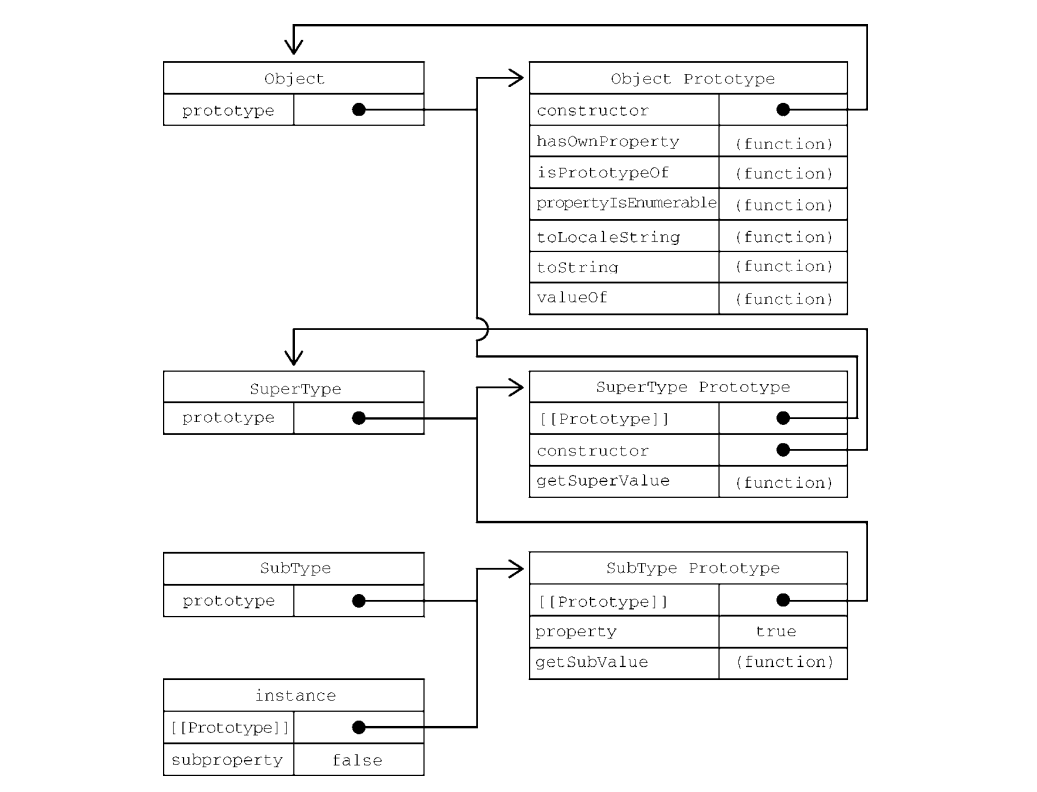 Object
prototype
Object Prototype
constructor
hasOwnProperty (function)
isPrototypeOf (function)
propertyIsEnumerable (function)
toLocaleString (function)
toString (function)
valueOf (function)
SuperType
prototype
SuperType Prototype
[[Prototype]]
constructor
getSuperValue (function)
SubType
prototype
SubType Prototype
[[Prototype]]
property true
getSubValue (function)
instance
[[Prototype]]
subproperty false